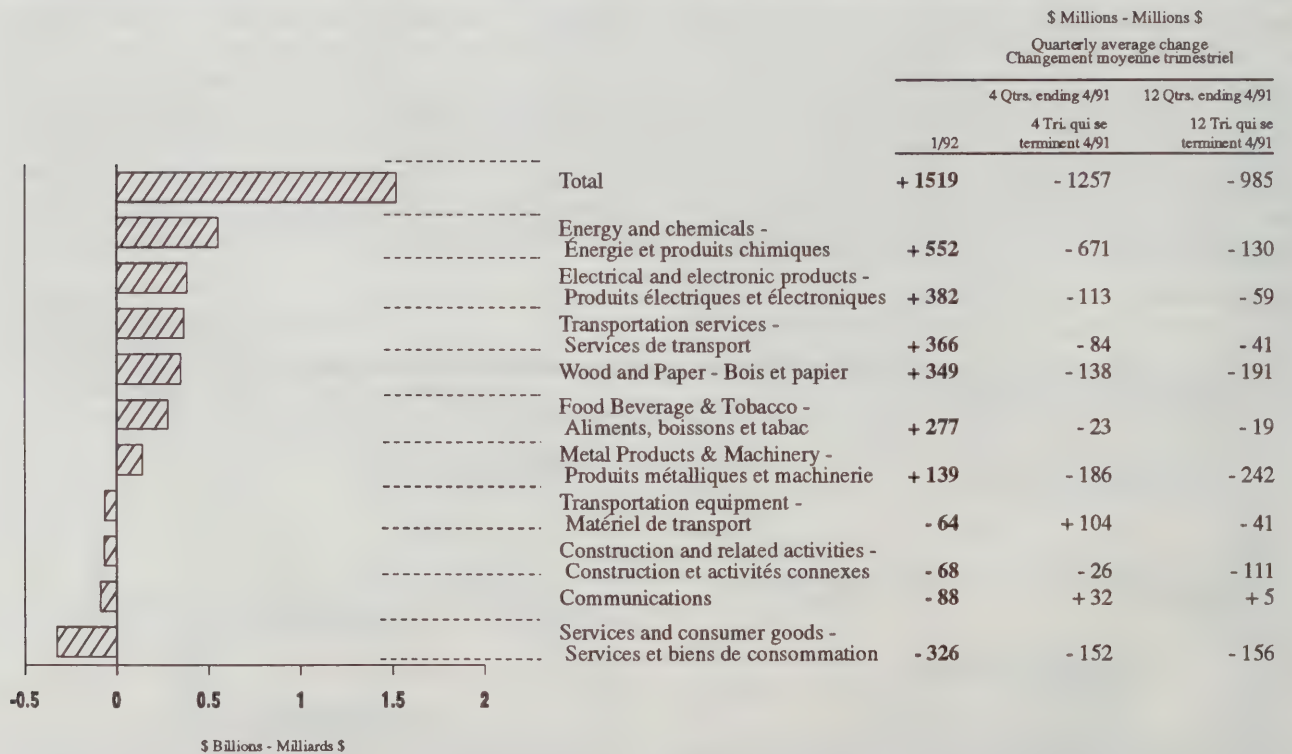 $ Millions - Millions $
Quarterly average change
Changement moyenne trimestriel
4 Qtrs. ending 4/91 12 Qtrs. ending 4/91
1/92 4 Tri. qui se terminent 4/91 12 Tri. qui se terminent 4/91
Total + 1519 - 1257 - 985
Energy and chemicals -
Énergie et produits chimiques + 552 - 671 - 130
Electrical and electronic products -
Produits électriques et électroniques + 382 - 113 - 59
Transportation services -
Services de transport + 366 - 84 - 41
Wood and Paper - Bois et papier + 349 - 138 - 191
Food Beverage & Tobacco -
Aliments, boissons et tabac + 277 - 23 - 19
Metal Products & Machinery -
Produits métalliques et machinerie + 139 - 186 - 242
Transportation equipment -
Matériel de transport - 64 + 104 - 41
Construction and related activities -
Construction et activités connexes - 68 - 26 - 111
Communications - 88 + 32 + 5
Services and consumer goods -
Services et biens de consommation - 326 - 152 - 156
-0.5 0 0.5 1 1.5 2
$ Billions - Milliards $